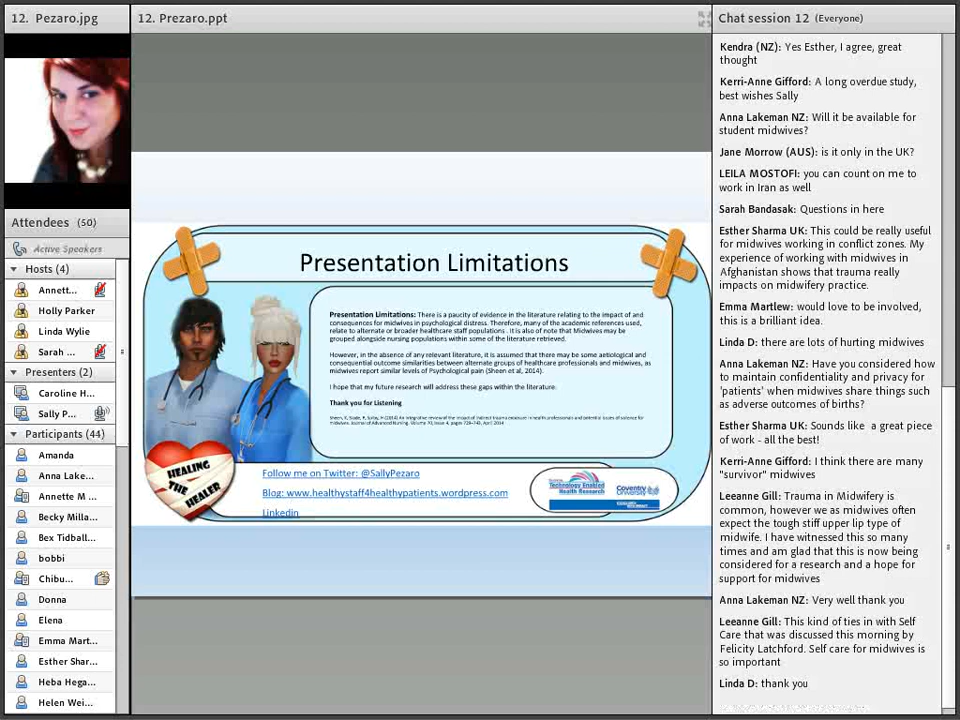 12. Pezaro.jpg
Attendees (50)
Active Speakers
Hosts (4)
Annett...
Holly Parker
Linda Wylie
Sarah ...
Presenters (2)
Caroline H...
Sally P...
Participants (44)
Amanda
Anna Lake...
Annette M ...
Becky Milla...
Bex Tidball...
bobbi
Chibu...
Donna
Elena
Emma Mart...
Esther Shar...
Heba Hega...
Helen Wei...
12. Prezaro.ppt
Presentation Limitations
Presentation Limitations: There is a paucity of evidence in the literature relating to the impact of and
consequences for midwives in psychological distress. Therefore, many of the academic references used,
relate to alternate or broader healthcare staff populations . It is also of note that Midwives may be
grouped alongside nursing populations within some of the literature retrieved.
However, in the absence of any relevant literature, it is assumed that there may be some aetiological and
consequential outcome similarities between alternate groups of healthcare professionals and midwives, as
midwives report similar levels of Psychological pain (Sheen et al, 2014).
I hope that my future research will address these gaps within the literature.
Thank you for Listening
HEALING
THE
HEALER
Follow me on Twitter: @SallyPezaro
Blog: www.healthystaff4healthypatients.wordpress.com
Linkedin
Technology Enabled
Health Research
Coventry
University
Chat session 12 (Everyone)
Kendra (NZ): Yes Esther, I agree, great
thought
Kerri-Anne Gifford: A long overdue study,
best wishes Sally
Anna Lakeman NZ: Will it be available for
student midwives?
Jane Morrow (AUS): is it only in the UK?
LEILA MOSTOFI: you can count on me to
work in Iran as well
Sarah Bandasak: Questions in here
Esther Sharma UK: This could be really useful
for midwives working in conflict zones. My
experience of working with midwives in
Afghanistan shows that trauma really
impacts on midwifery practice.
Emma Martlew: would love to be involved,
this is a brilliant idea.
Linda D: there are lots of hurting midwives
Anna Lakeman NZ: Have you considered how
to maintain confidentiality and privacy for
'patients' when midwives share things such
as adverse outcomes of births?
Esther Sharma UK: Sounds like a great piece
of work - all the best!
Kerri-Anne Gifford: I think there are many
"survivor" midwives
Leeanne Gill: Trauma in Midwifery is
common, however we as midwives often
expect the tough stiff upper lip type of
midwife. I have witnessed this so many
times and am glad that this is now being
considered for a research and a hope for
support for midwives
Anna Lakeman NZ: Very well thank you
Leeanne Gill: This kind of ties in with Self
Care that was discussed this morning by
Felicity Latchford. Self care for midwives is
so important
Linda D: thank you